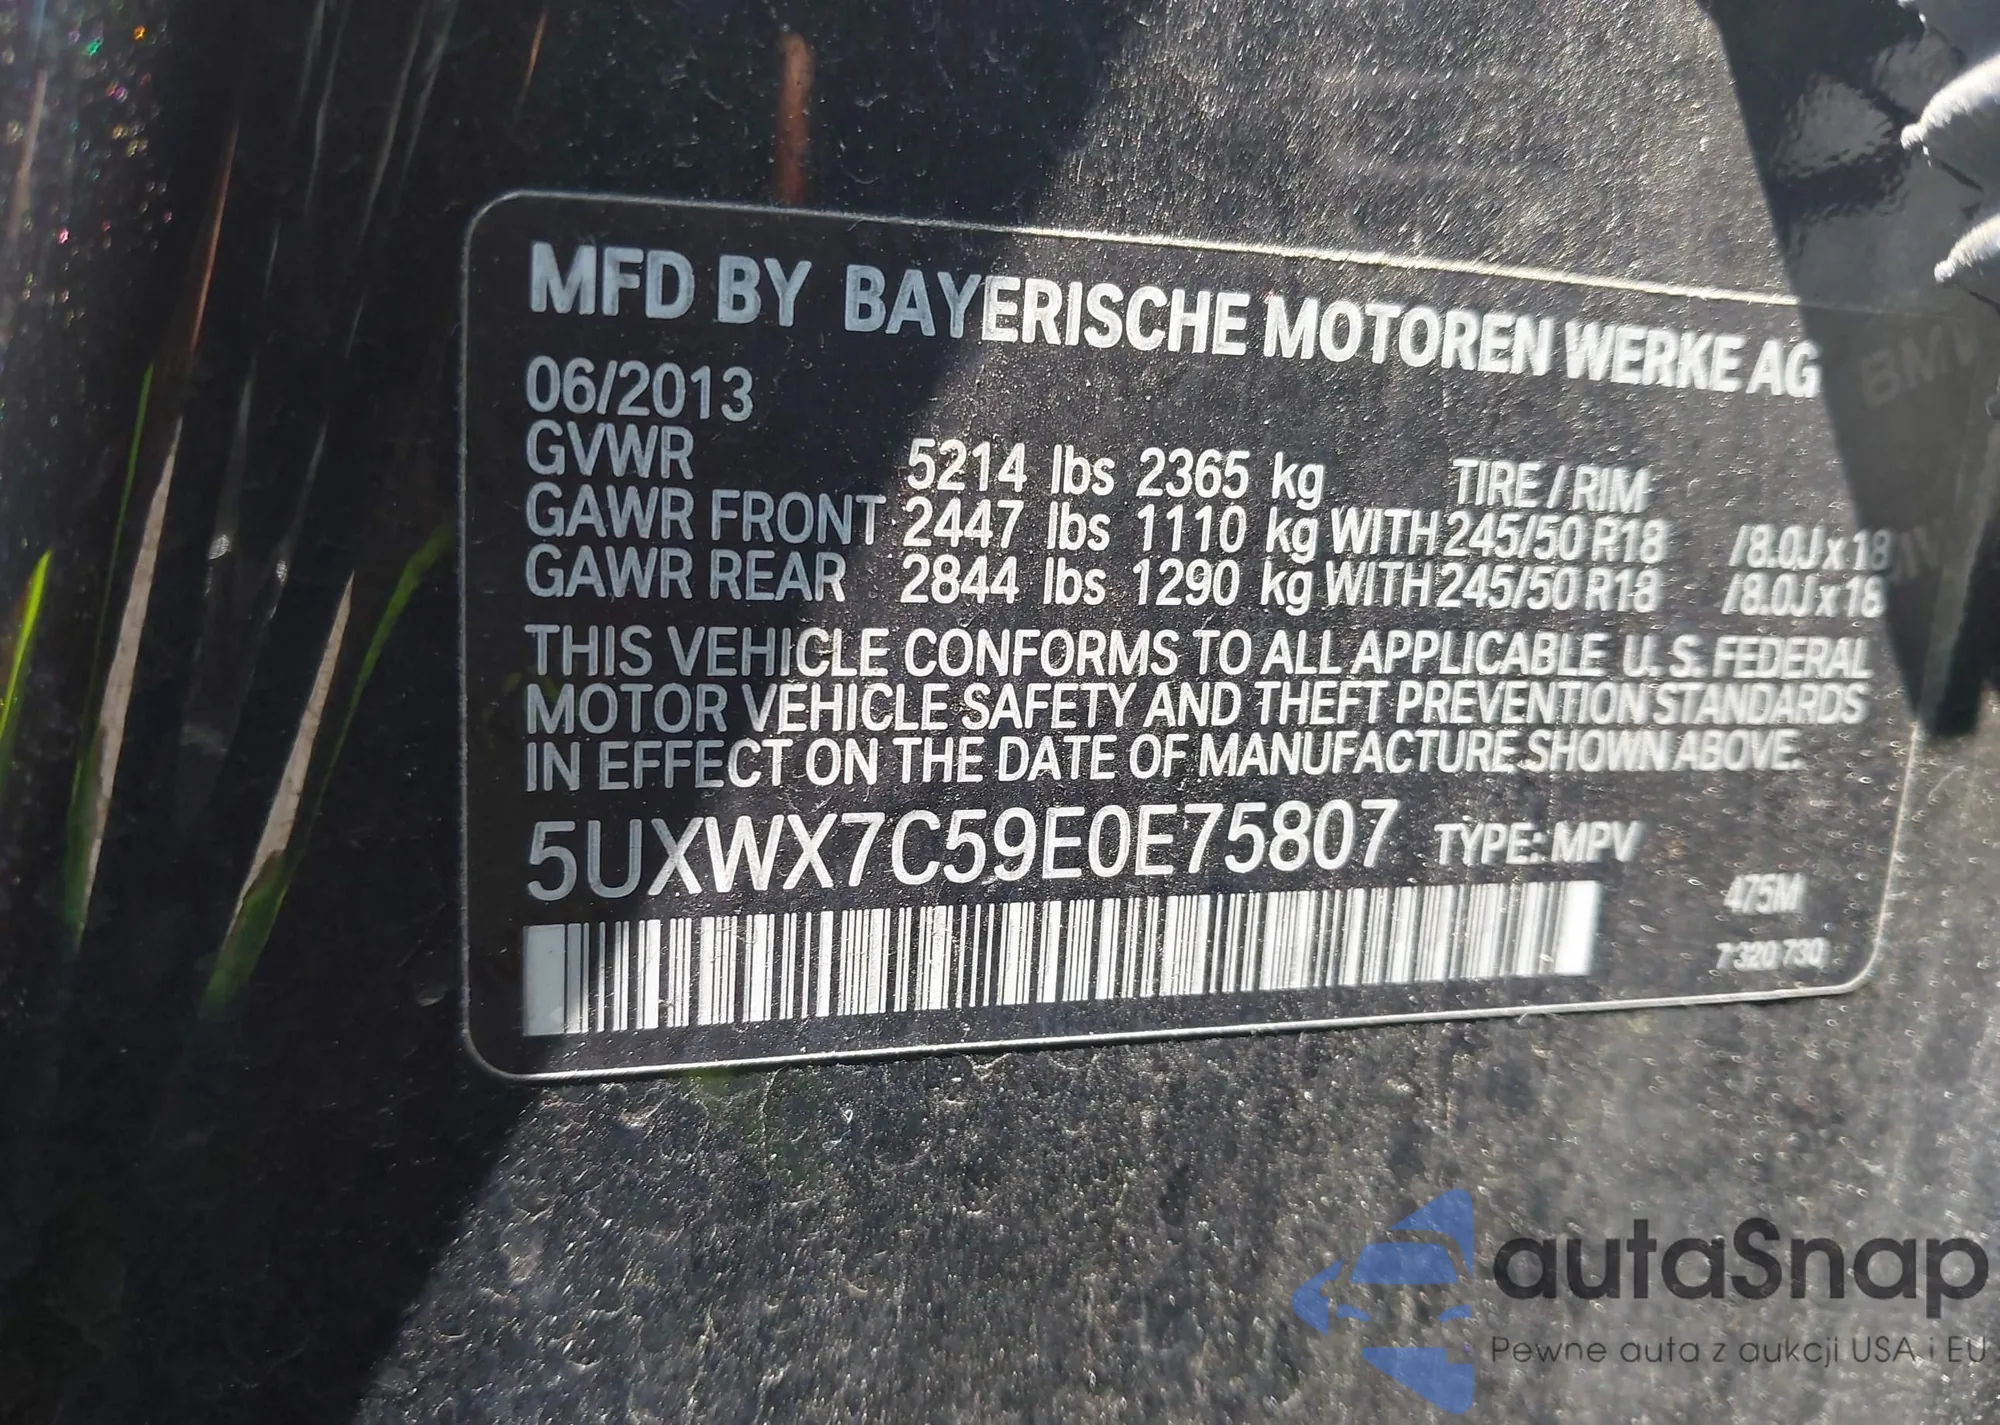 MFD BY BAYERISCHE MOTOREN WERKE AG
06/2013
GVWR 5214 lbs 2365 kg TIRE / RIM
GAWR FRONT 2447 lbs 1110 kg WITH 245/50 R18 /8.0J x 18
GAWR REAR 2844 lbs 1290 kg WITH 245/50 R18 /8.0J x 18
THIS VEHICLE CONFORMS TO ALL APPLICABLE U. S. FEDERAL
MOTOR VEHICLE SAFETY AND THEFT PREVENTION STANDARDS
IN EFFECT ON THE DATE OF MANUFACTURE SHOWN ABOVE.
5UXWX7C59E0E75807 TYPE: MPV
475M
7 320 730
autaSnap
Pewne auta z aukcji USA i EU